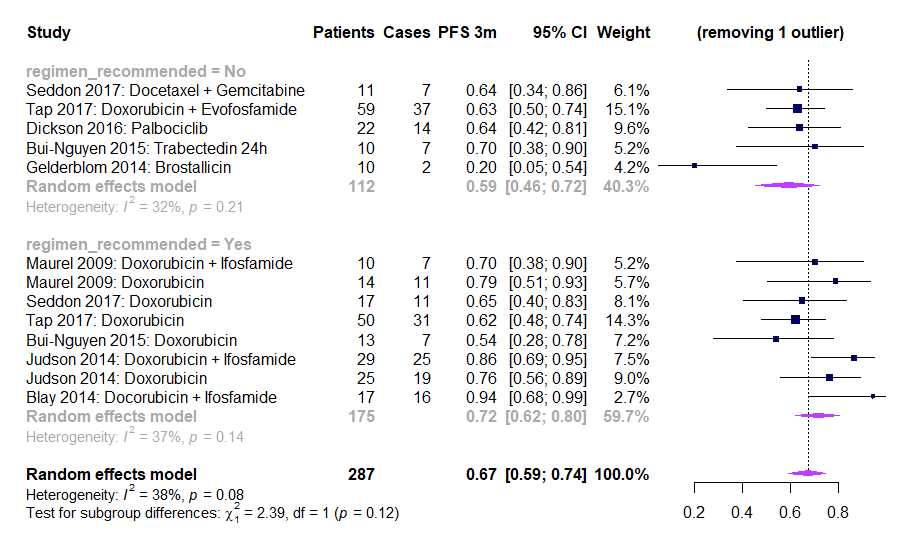 Study Patients Cases PFS 3m 95% CI Weight (removing 1 outlier)
regimen_recommended = No
Seddon 2017: Docetaxel + Gemcitabine 11 7 0.64 [0.34; 0.86] 6.1%
Tap 2017: Doxorubicin + Evofosfamide 59 37 0.63 [0.50; 0.74] 15.1%
Dickson 2016: Palbociclib 22 14 0.64 [0.42; 0.81] 9.6%
Bui-Nguyen 2015: Trabectedin 24h 10 7 0.70 [0.38; 0.90] 5.2%
Gelderblom 2014: Brostallicin 10 2 0.20 [0.05; 0.54] 4.2%
Random effects model 112 0.59 [0.46; 0.72] 40.3%
Heterogeneity: I² = 32%, p = 0.21
regimen_recommended = Yes
Maurel 2009: Doxorubicin + Ifosfamide 10 7 0.70 [0.38; 0.90] 5.2%
Maurel 2009: Doxorubicin 14 11 0.79 [0.51; 0.93] 6.3%
Seddon 2017: Doxorubicin 17 11 0.65 [0.40; 0.83] 8.1%
Tap 2017: Doxorubicin 50 31 0.62 [0.48; 0.74] 14.3%
Bui-Nguyen 2015: Doxorubicin 13 7 0.54 [0.28; 0.78] 7.2%
Judson 2014: Doxorubicin + Ifosfamide 29 25 0.86 [0.69; 0.95] 7.5%
Judson 2014: Doxorubicin 25 19 0.76 [0.56; 0.89] 9.0%
Blay 2014: Docorubicin + Ifosfamide 17 16 0.94 [0.68; 0.99] 2.7%
Random effects model 175 0.72 [0.62; 0.80] 59.7%
Heterogeneity: I² = 37%, p = 0.14
Random effects model 287 0.67 [0.59; 0.74] 100.0%
Heterogeneity: I² = 38%, p = 0.08
Test for subgroup differences: χ²₁ = 2.39, df = 1 (p = 0.12)
0.2 0.4 0.6 0.8